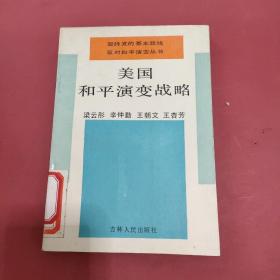 坚持党的基本路线
反对和平演变丛书
美国
和平演变战略
梁云彤 辛仲勤 王朝文 王杏芳
吉林人民出版社